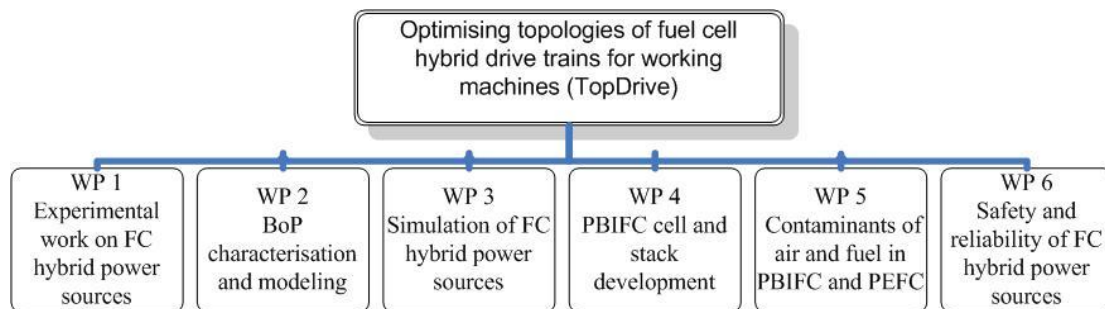 Optimising topologies of fuel cell
hybrid drive trains for working
machines (TopDrive)
WP 1
Experimental
work on FC
hybrid power
sources
WP 2
BoP
characterisation
and modeling
WP 3
Simulation of FC
hybrid power
sources
WP 4
PBIFC cell and
stack
development
WP 5
Contaminants of
air and fuel in
PBIFC and PEFC
WP 6
Safety and
reliability of FC
hybrid power
sources